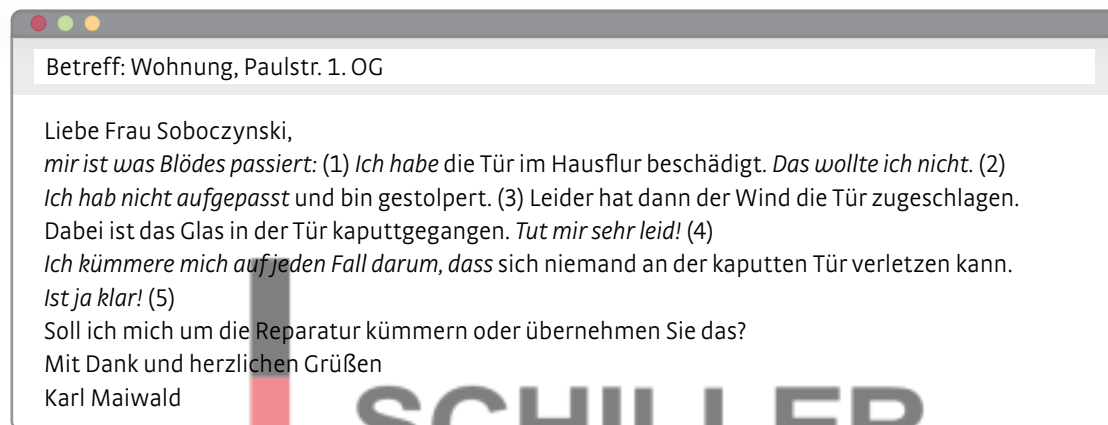 Betreff: Wohnung, Paulstr. 1. OG
Liebe Frau Soboczynski,
mir ist was Blödes passiert: (1) Ich habe die Tür im Hausflur beschädigt. Das wollte ich nicht. (2)
Ich hab nicht aufgepasst und bin gestolpert. (3) Leider hat dann der Wind die Tür zugeschlagen.
Dabei ist das Glas in der Tür kaputtgegangen. Tut mir sehr leid! (4)
Ich kümmere mich auf jeden Fall darum, dass sich niemand an der kaputten Tür verletzen kann.
Ist ja klar! (5)
Soll ich mich um die Reparatur kümmern oder übernehmen Sie das?
Mit Dank und herzlichen Grüßen
Karl Maiwald
SCHILLER